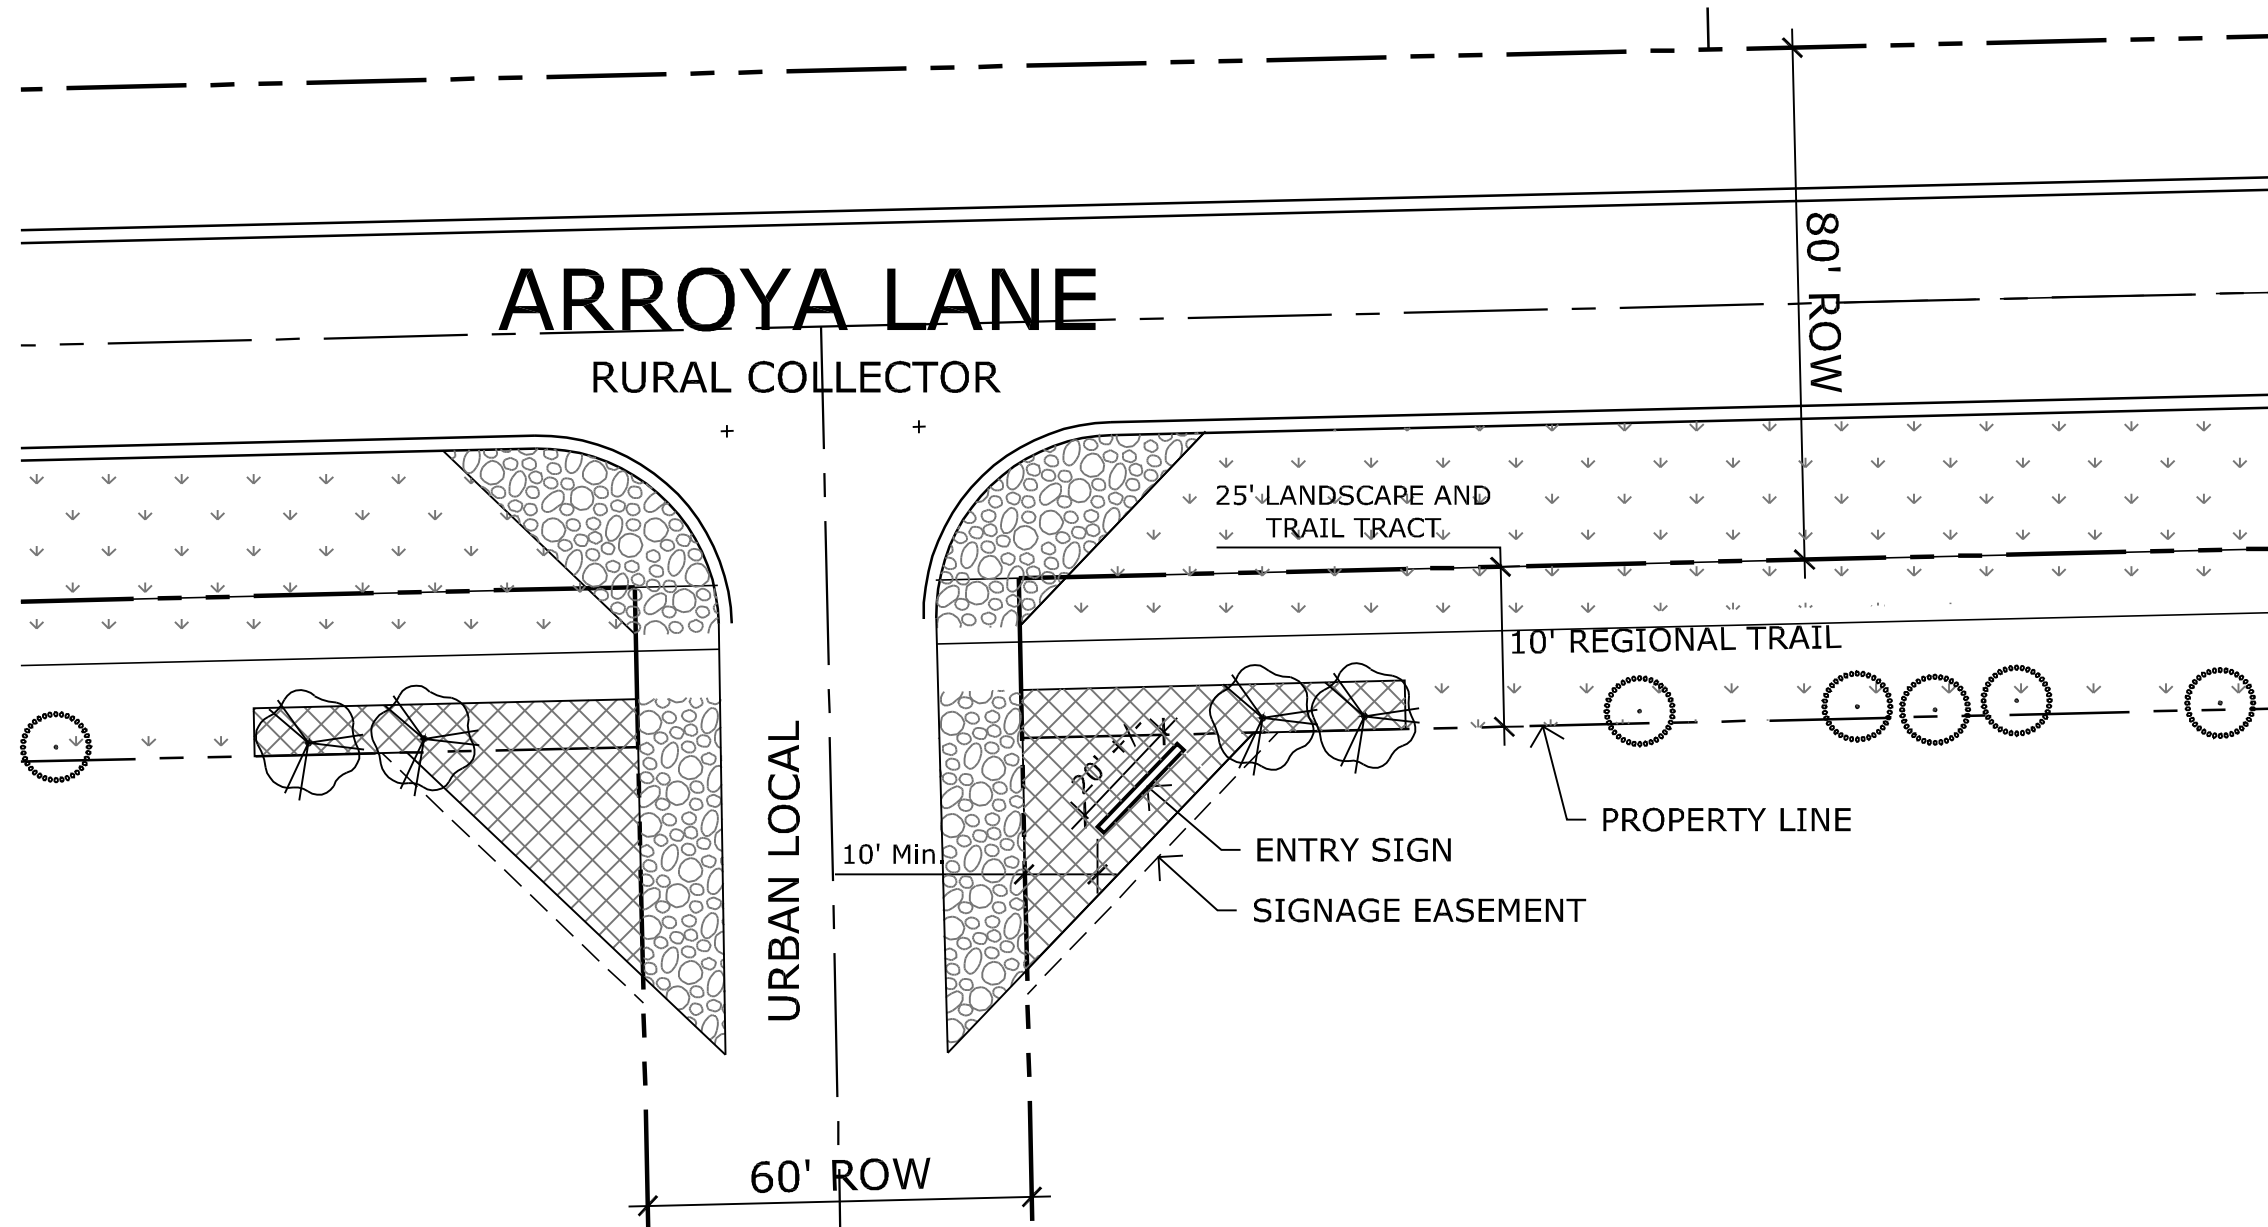 ARROYA LANE
RURAL COLLECTOR
80' ROW
25' LANDSCAPE AND
TRAIL TRACT
10' REGIONAL TRAIL
20'
PROPERTY LINE
ENTRY SIGN
10' Min.
SIGNAGE EASEMENT
URBAN LOCAL
60' ROW